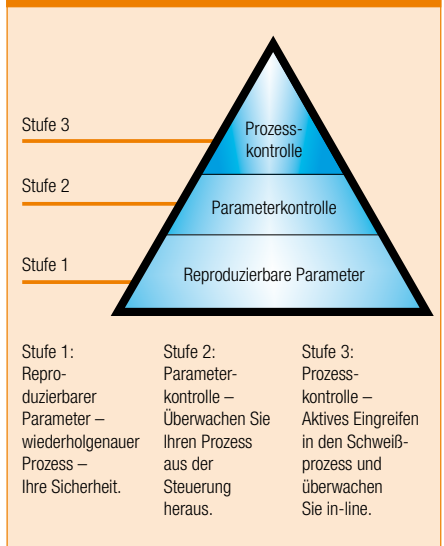 Stufe 3
Prozess-
kontrolle
Stufe 2
Parameterkontrolle
Stufe 1
Reproduzierbare Parameter
Stufe 1:
Repro-
duzierbarer
Parameter –
wiederholgenauer
Prozess –
Ihre Sicherheit.
Stufe 2:
Parameter-
kontrolle –
Überwachen Sie
Ihren Prozess
aus der
Steuerung
heraus.
Stufe 3:
Prozess-
kontrolle –
Aktives Eingreifen
in den Schweiß-
prozess und
überwachen
Sie in-line.